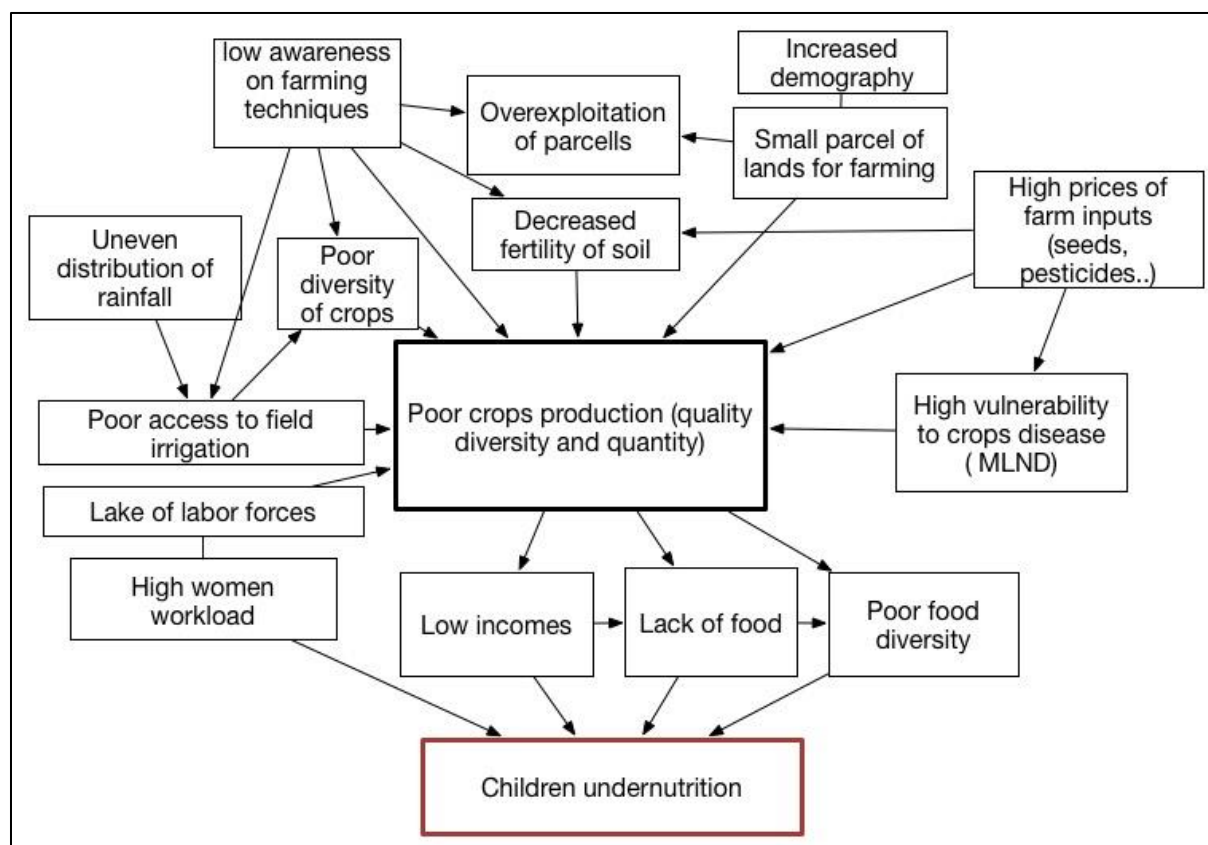 low awareness
on farming
techniques
Increased
demography
Overexploitation
of parcells
Small parcel of
lands for farming
High prices of
farm inputs
(seeds,
pesticides..)
Uneven
distribution of
rainfall
Poor
diversity
of crops
Decreased
fertility of soil
Poor access to field
irrigation
Poor crops production (quality
diversity and quantity)
High vulnerability
to crops disease
( MLND)
Lake of labor forces
High women
workload
Low incomes
Lack of food
Poor food
diversity
Children undernutrition